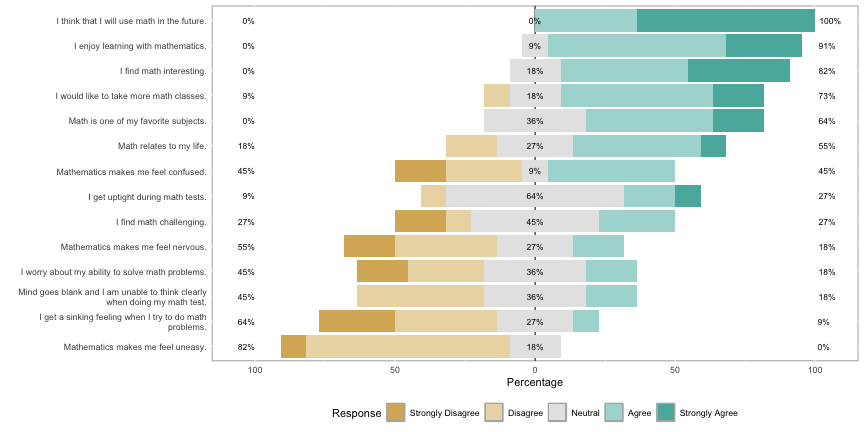 I think that I will use math in the future. 0% 0% 100%
I enjoy learning with mathematics. 0% 9% 91%
I find math interesting. 0% 18% 82%
I would like to take more math classes. 9% 18% 73%
Math is one of my favorite subjects. 0% 36% 64%
Math relates to my life. 18% 27% 55%
Mathematics makes me feel confused. 45% 9% 45%
I get uptight during math tests. 9% 64% 27%
I find math challenging. 27% 45% 27%
Mathematics makes me feel nervous. 55% 27% 18%
I worry about my ability to solve math problems. 45% 36% 18%
Mind goes blank and I am unable to think clearly
when doing my math test. 45% 36% 18%
I get a sinking feeling when I try to do math
problems. 64% 27% 9%
Mathematics makes me feel uneasy. 82% 18% 0%
100 50 0 50 100
Percentage
Response Strongly Disagree Disagree Neutral Agree Strongly Agree